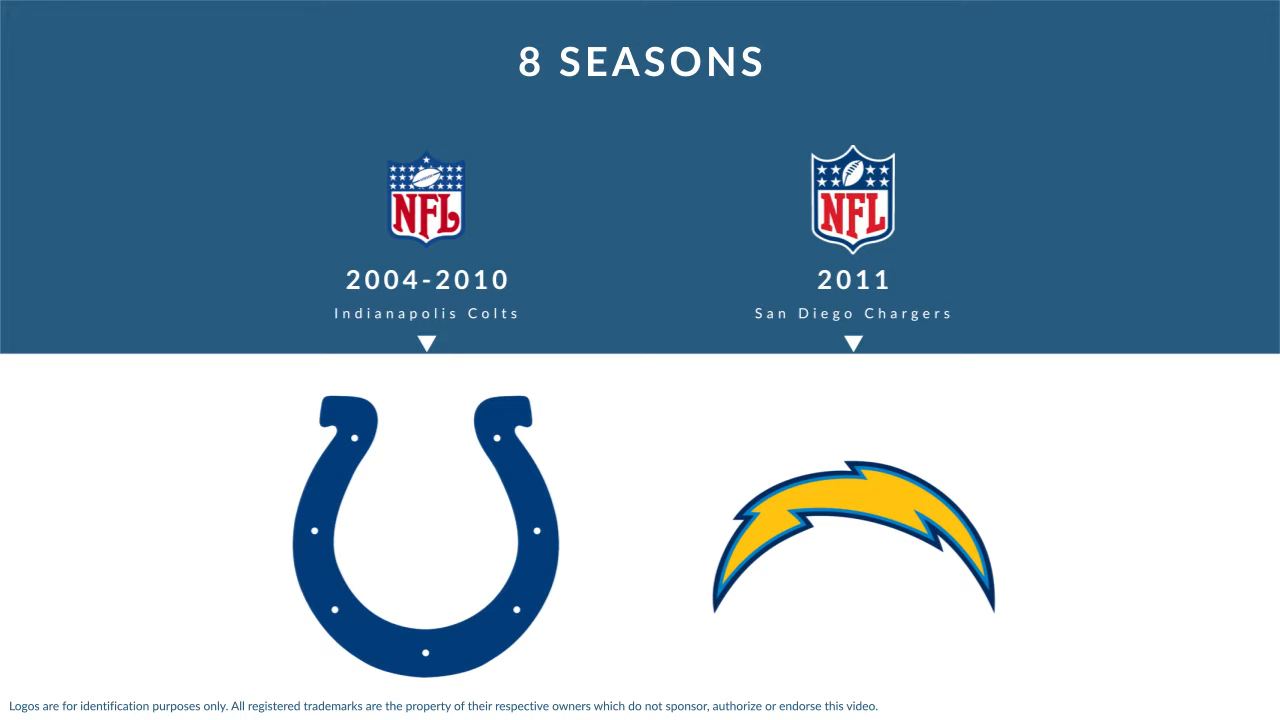 8 SEASONS
NFL
NFL
2004-2010
2011
Indianapolis Colts
San Diego Chargers
Logos are for identification purposes only. All registered trademarks are the property of their respective owners which do not sponsor, authorize or endorse this video.